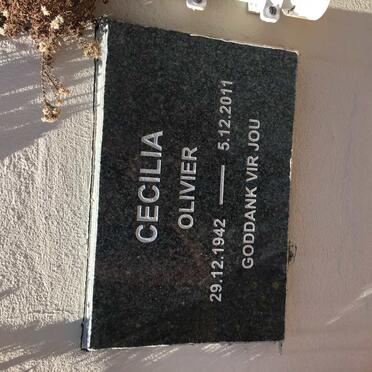 CECILIA
OLIVIER
29.12.1942 — 5.12.2011
GODDANK VIR JOU